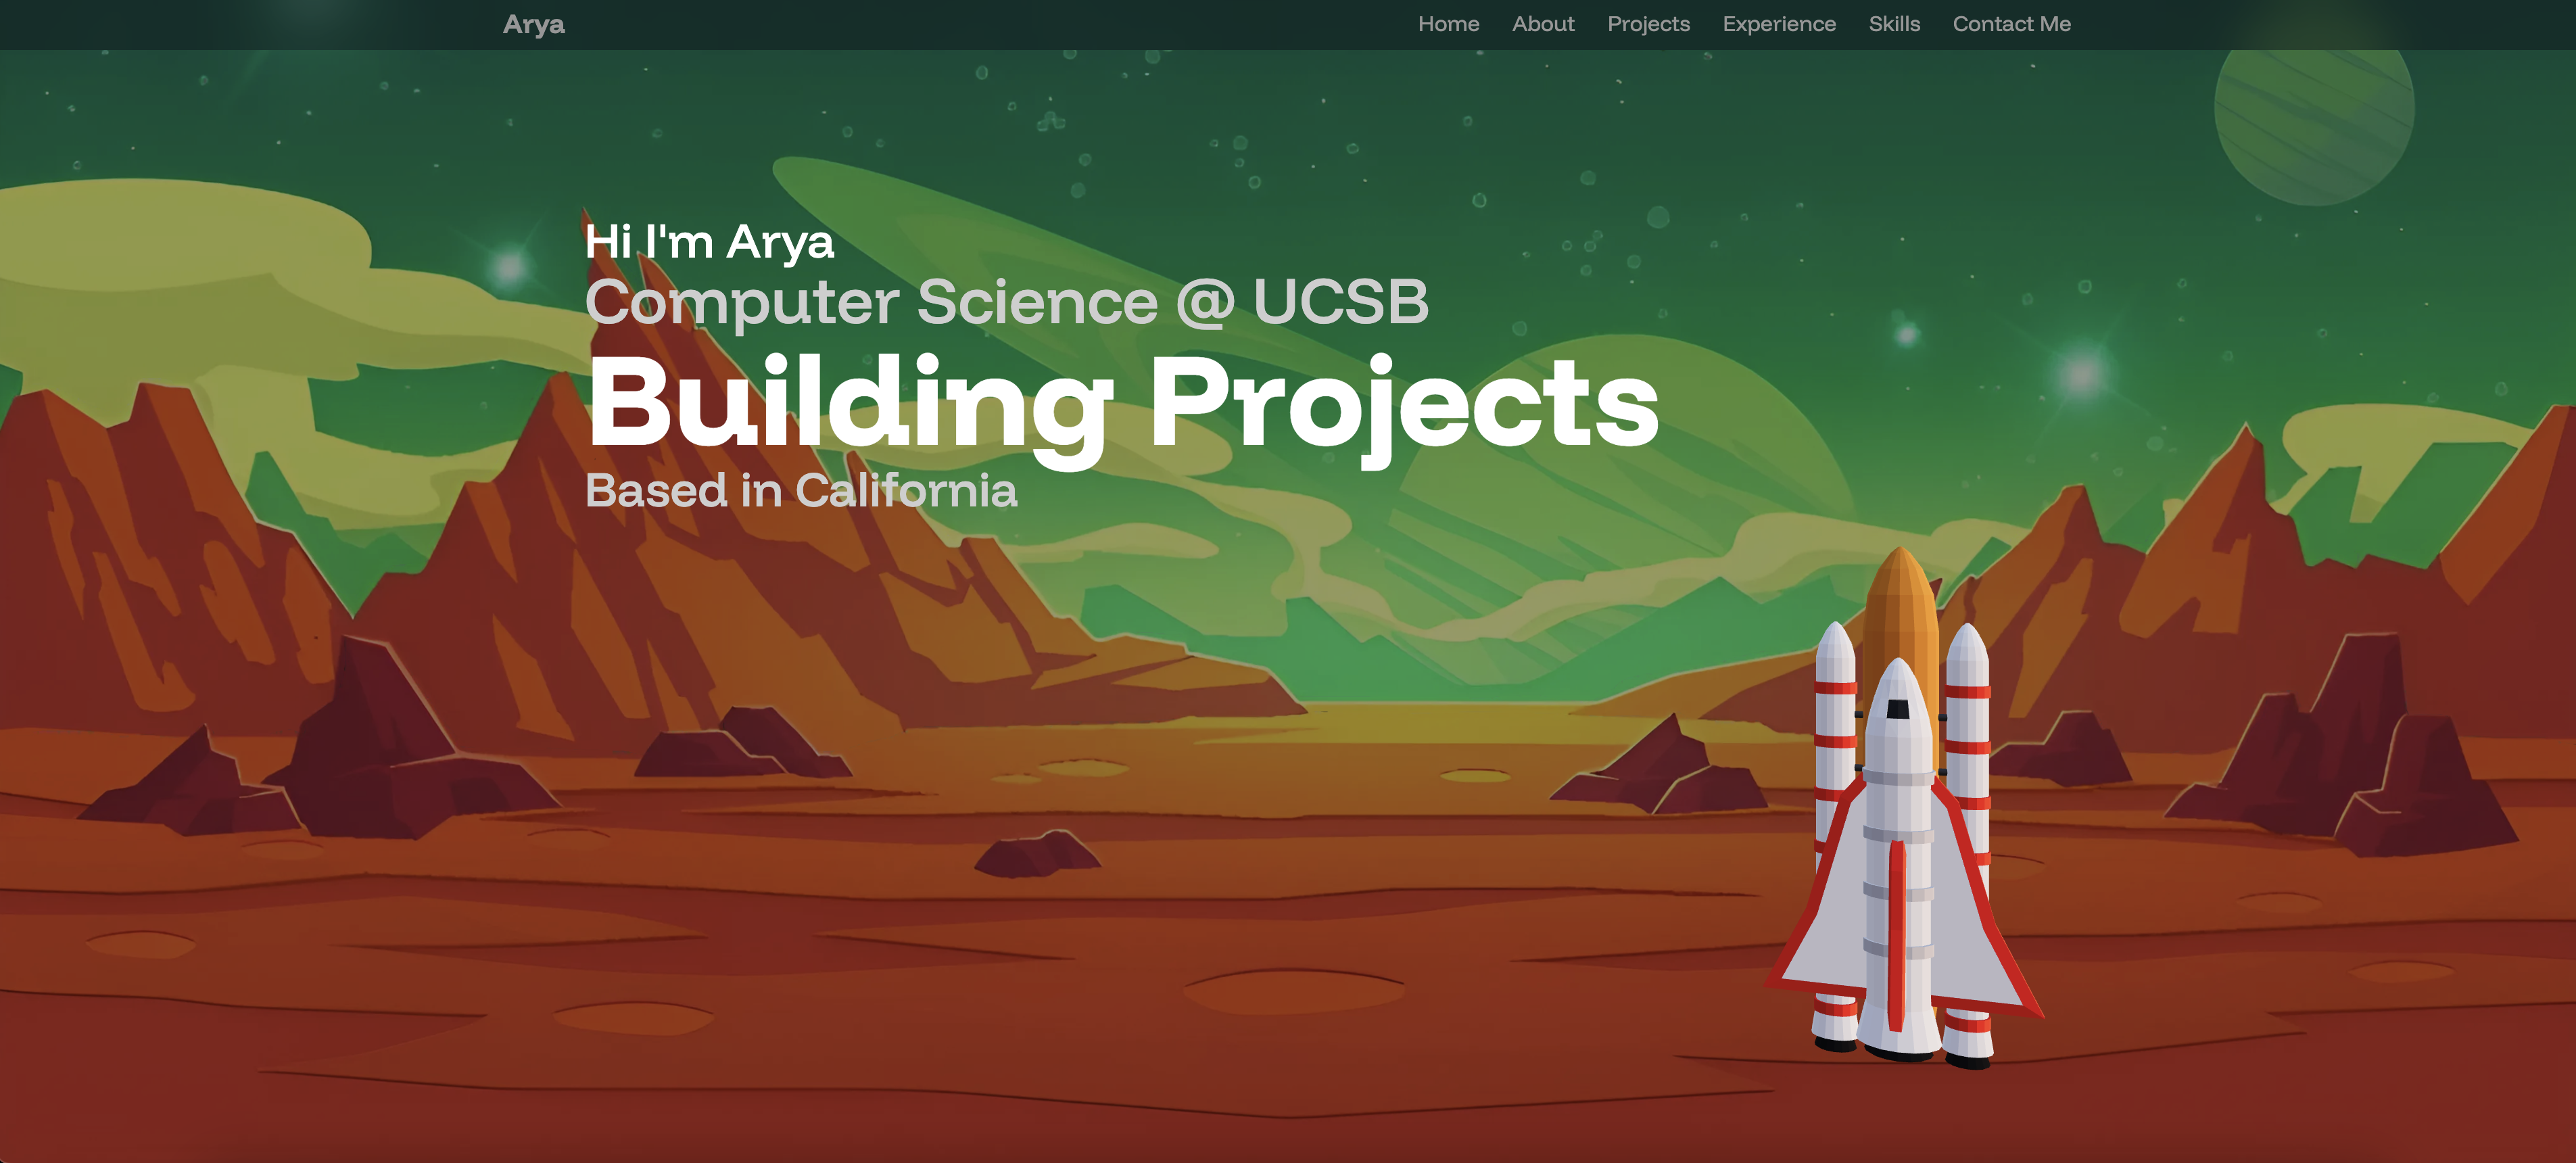 Arya
Home About Projects Experience Skills Contact Me
Hi I'm Arya
Computer Science @ UCSB
Building Projects
Based in California